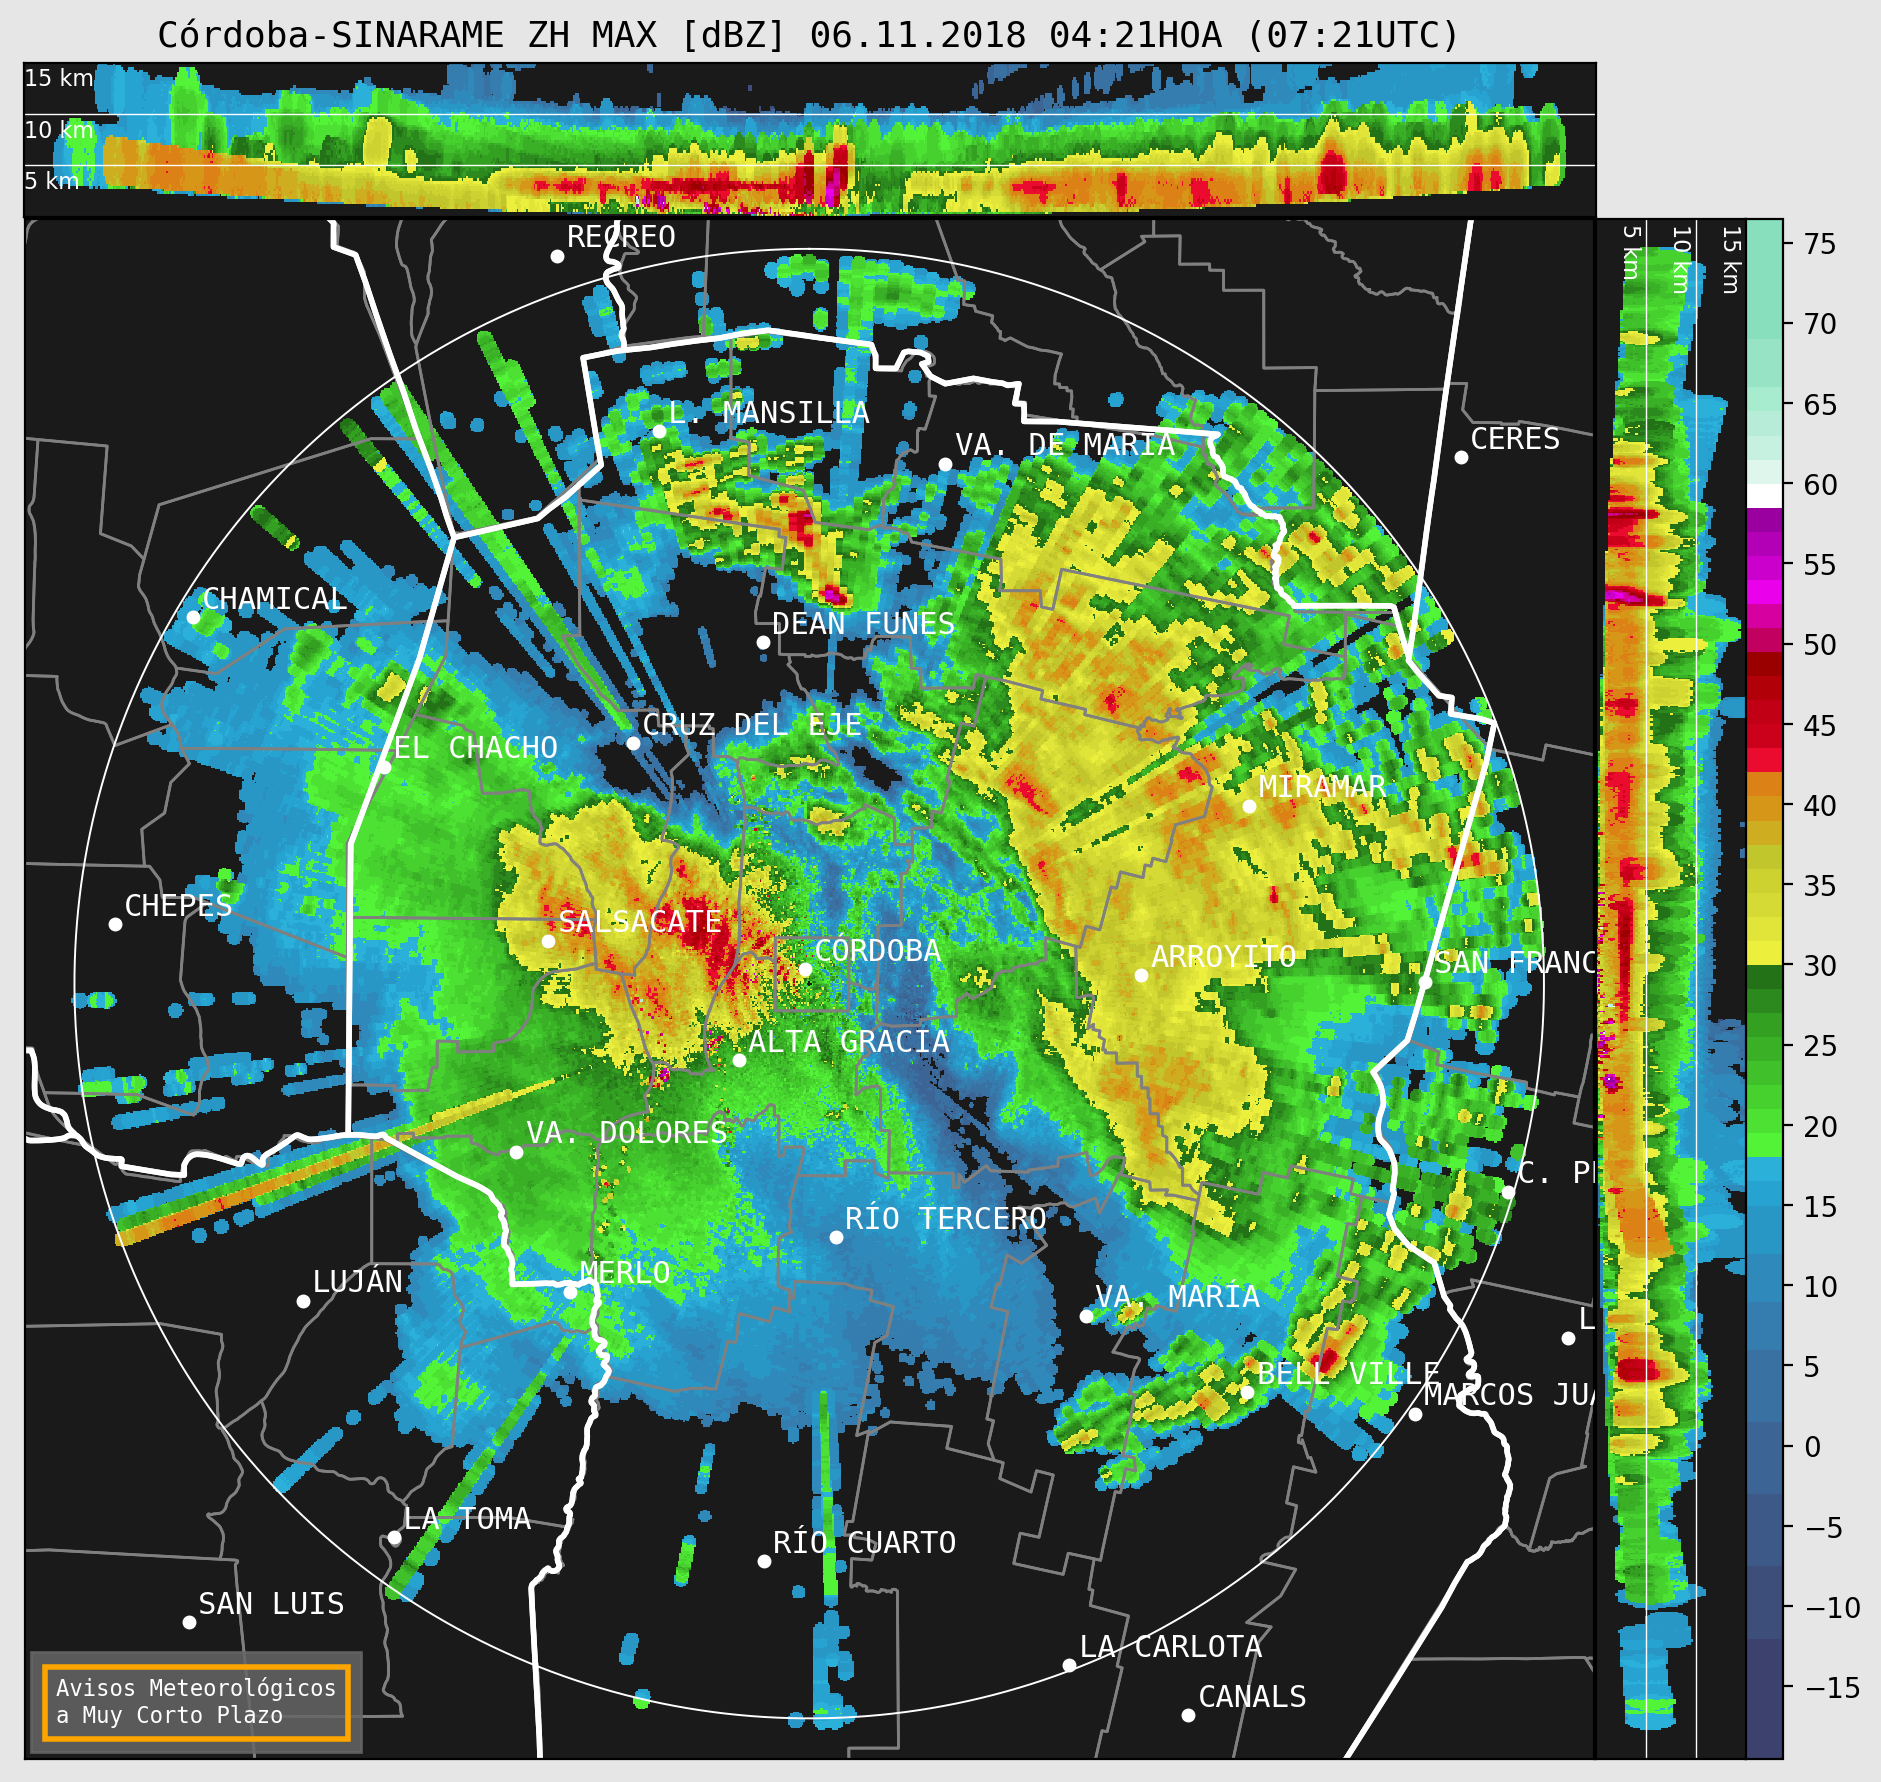 Córdoba-SINARAME ZH MAX [dBZ] 06.11.2018 04:21HOA (07:21UTC)
15 km
10 km
5 km
5 km
10 km
15 km
RECREO
L. MANSILLA
VA. DE MARIA
CERES
CHAMICAL
DEAN FUNES
CRUZ DEL EJE
EL CHACHO
MIRAMAR
CHEPES
SALSACATE
CÓRDOBA
ARROYITO
SAN FRANC
ALTA GRACIA
VA. DOLORES
C. P
RÍO TERCERO
MERLO
LUJÁN
VA. MARÍA
L
BELL VILLE
MARCOS JUA
LA TOMA
RÍO CUARTO
SAN LUIS
LA CARLOTA
CANALS
Avisos Meteorológicos
a Muy Corto Plazo
75
70
65
60
55
50
45
40
35
30
25
20
15
10
5
0
−5
−10
−15